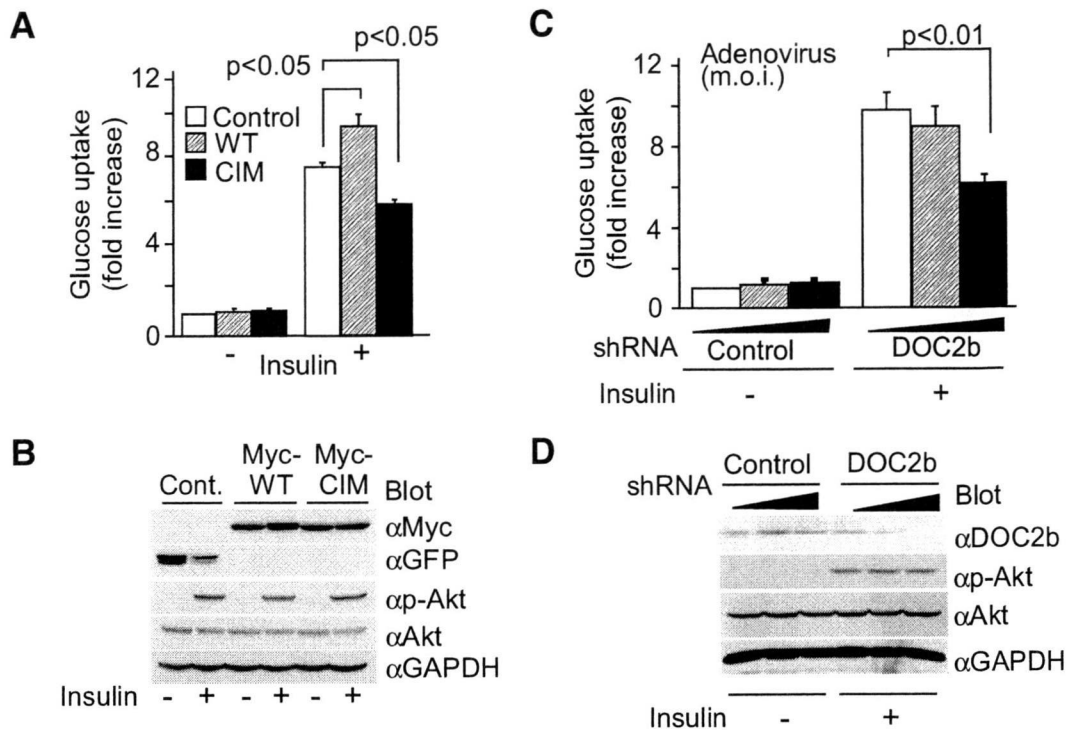 A
p<0.05
p<0.05
Glucose uptake
(fold increase)
12
8
4
0
Control
WT
CIM
- Insulin +
B
Cont.
Myc-
WT
Myc-
CIM
Blot
αMyc
αGFP
αp-Akt
αAkt
αGAPDH
Insulin - + - + - +
C
Adenovirus
(m.o.i.)
p<0.01
Glucose uptake
(fold increase)
12
8
4
0
shRNA Control DOC2b
Insulin - +
D
shRNA Control DOC2b
Blot
αDOC2b
αp-Akt
αAkt
αGAPDH
Insulin - +